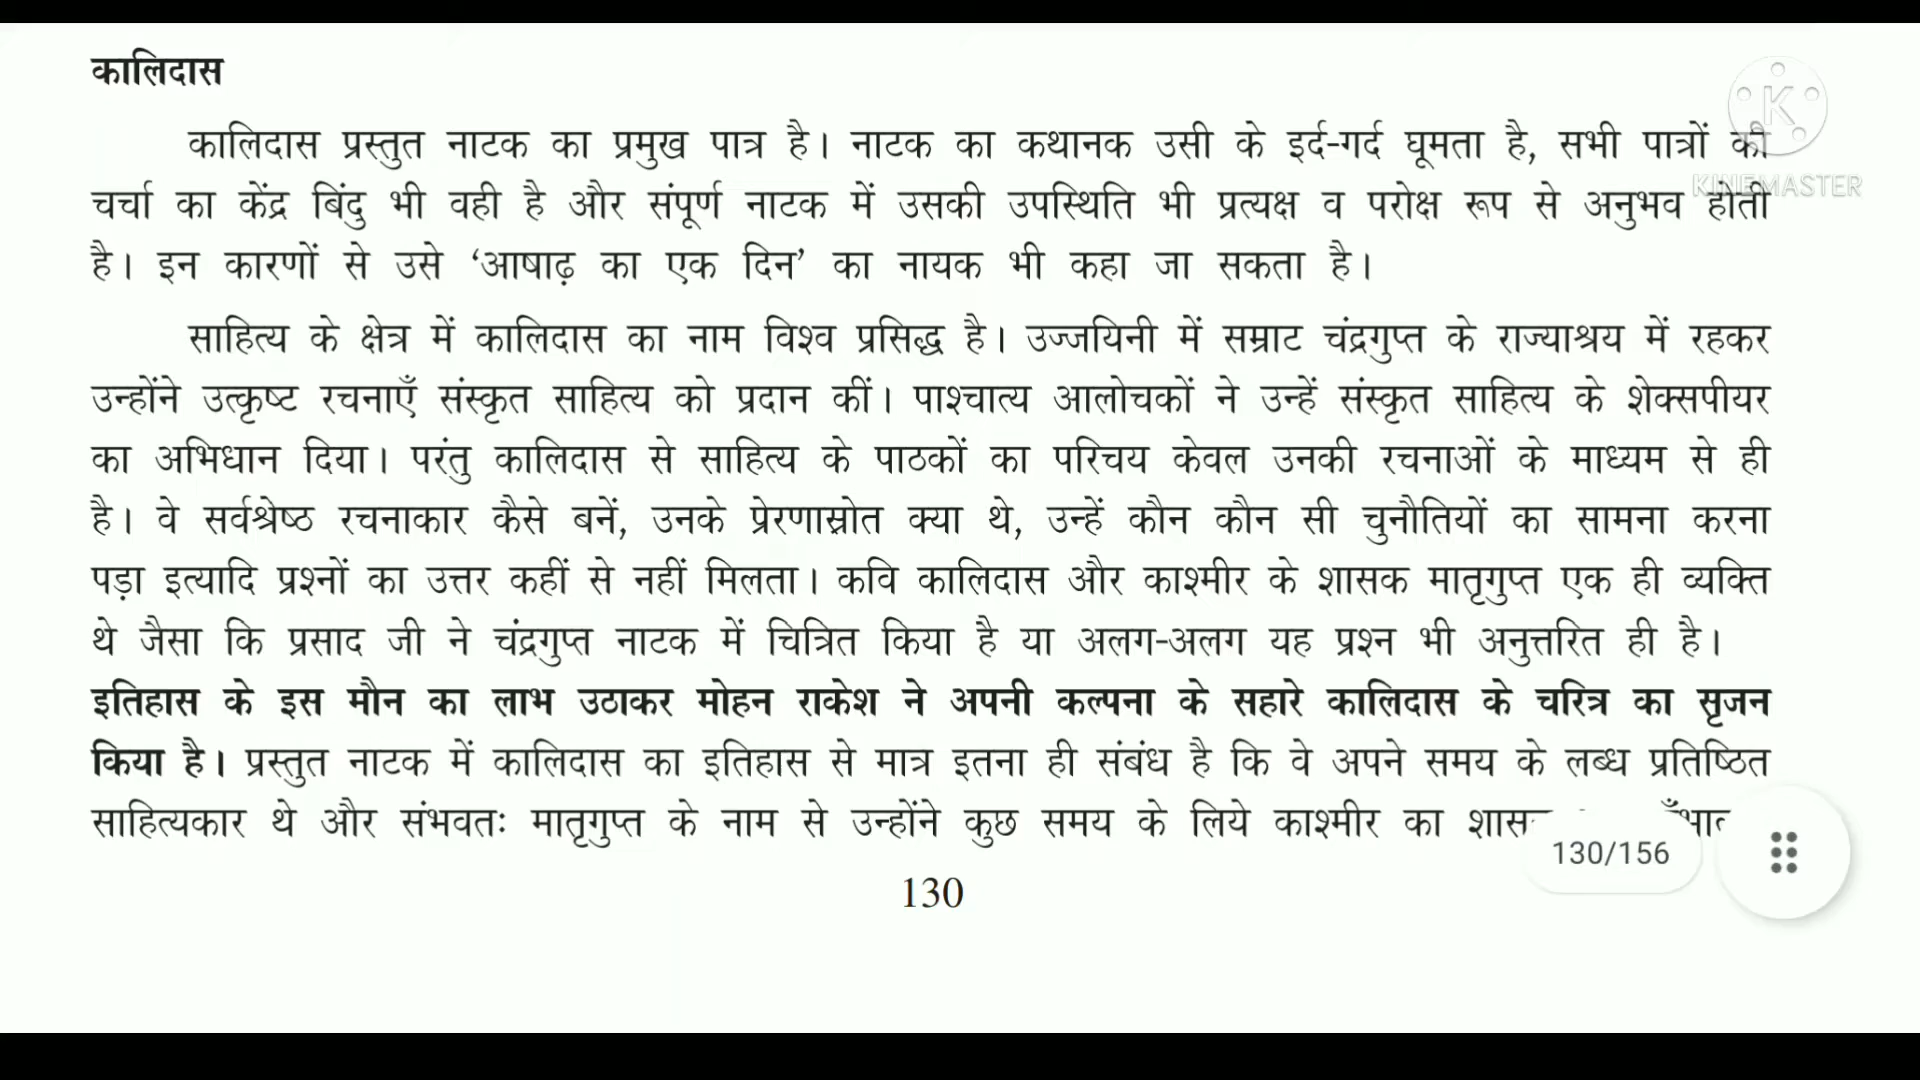 कालिदास
कालिदास प्रस्तुत नाटक का प्रमुख पात्र है। नाटक का कथानक उसी के इर्द-गर्द घूमता है, सभी पात्रों की
चर्चा का केंद्र बिंदु भी वही है और संपूर्ण नाटक में उसकी उपस्थिति भी प्रत्यक्ष व परोक्ष रूप से अनुभव होती
है। इन कारणों से उसे ‘आषाढ़ का एक दिन’ का नायक भी कहा जा सकता है।
साहित्य के क्षेत्र में कालिदास का नाम विश्व प्रसिद्ध है। उज्जयिनी में सम्राट चंद्रगुप्त के राज्याश्रय में रहकर
उन्होंने उत्कृष्ट रचनाएँ संस्कृत साहित्य को प्रदान कीं। पाश्चात्य आलोचकों ने उन्हें संस्कृत साहित्य के शेक्सपीयर
का अभिधान दिया। परंतु कालिदास से साहित्य के पाठकों का परिचय केवल उनकी रचनाओं के माध्यम से ही
है। वे सर्वश्रेष्ठ रचनाकार कैसे बनें, उनके प्रेरणास्रोत क्या थे, उन्हें कौन कौन सी चुनौतियों का सामना करना
पड़ा इत्यादि प्रश्नों का उत्तर कहीं से नहीं मिलता। कवि कालिदास और काश्मीर के शासक मातृगुप्त एक ही व्यक्ति
थे जैसा कि प्रसाद जी ने चंद्रगुप्त नाटक में चित्रित किया है या अलग-अलग यह प्रश्न भी अनुत्तरित ही है।
इतिहास के इस मौन का लाभ उठाकर मोहन राकेश ने अपनी कल्पना के सहारे कालिदास के चरित्र का सृजन
किया है। प्रस्तुत नाटक में कालिदास का इतिहास से मात्र इतना ही संबंध है कि वे अपने समय के लब्ध प्रतिष्ठित
साहित्यकार थे और संभवतः मातृगुप्त के नाम से उन्होंने कुछ समय के लिये काश्मीर का
130
130/156
K
KINEMASTER